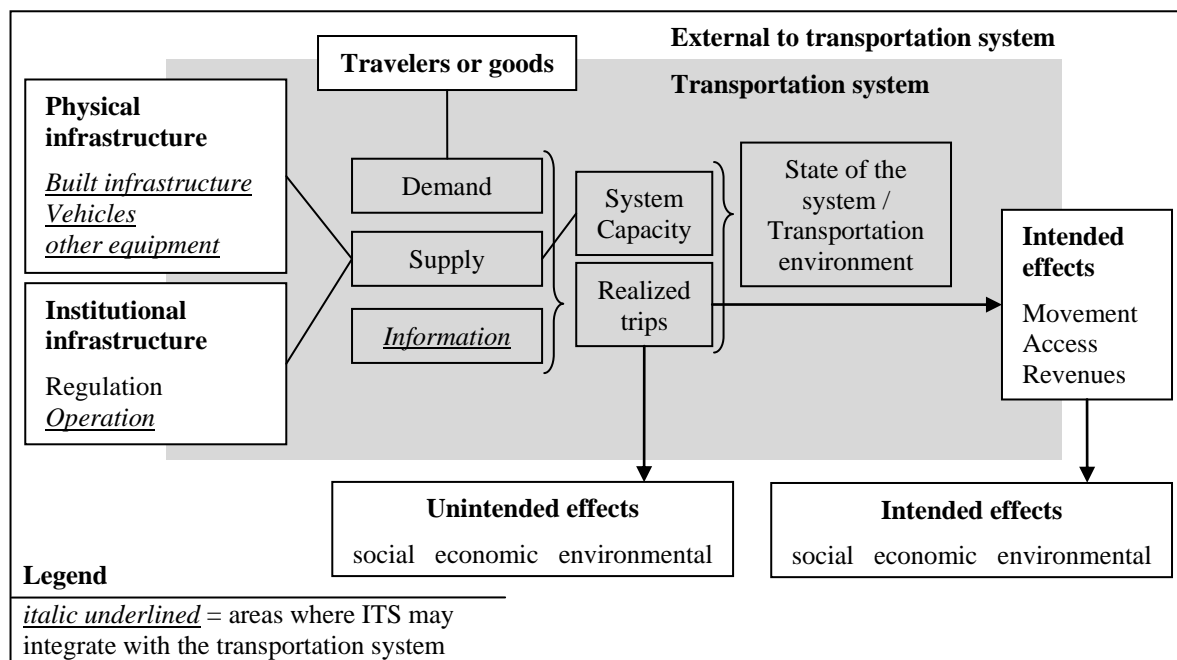 External to transportation system
Travelers or goods
Transportation system
Physical
infrastructure
Built infrastructure
Vehicles
other equipment
Institutional
infrastructure
Regulation
Operation
Demand
Supply
Information
System
Capacity
Realized
trips
State of the
system /
Transportation
environment
Intended
effects
Movement
Access
Revenues
Unintended effects
social economic environmental
Intended effects
social economic environmental
Legend
italic underlined = areas where ITS may
integrate with the transportation system